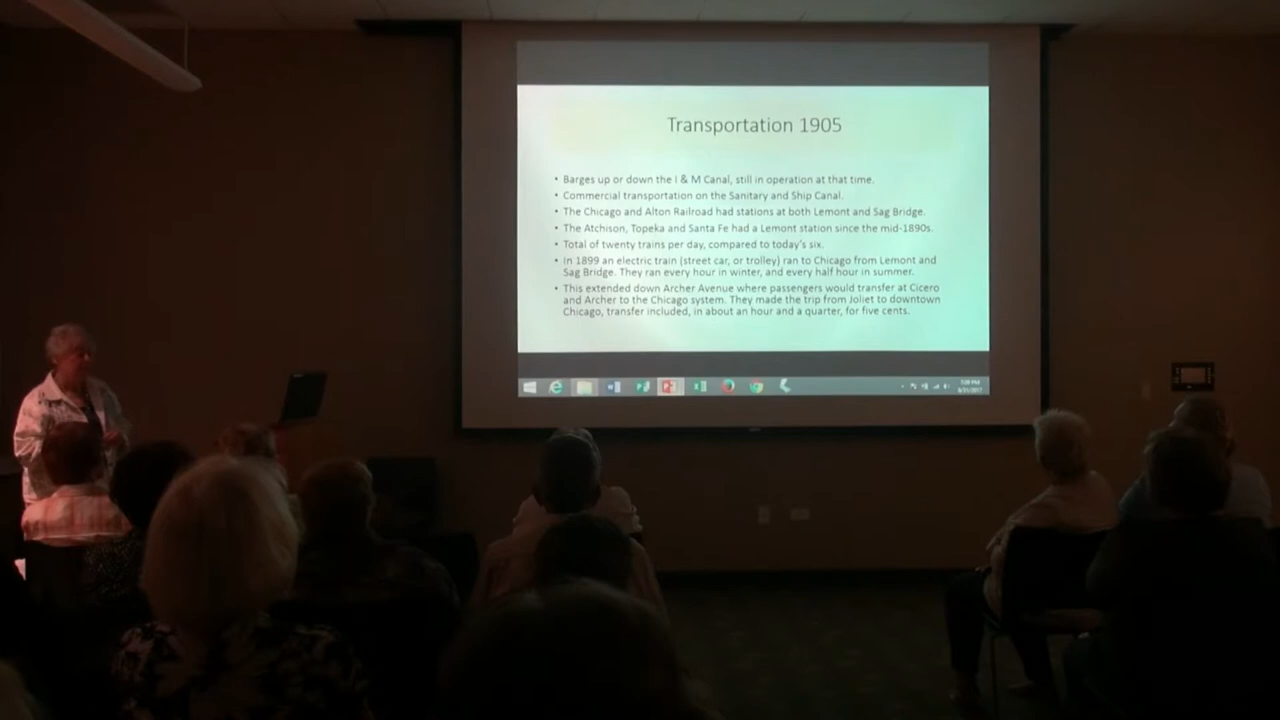 Transportation 1905
• Barges up or down the I & M Canal, still in operation at that time.
• Commercial transportation on the Sanitary and Ship Canal.
• The Chicago and Alton Railroad had stations at both Lemont and Sag Bridge.
• The Atchison, Topeka and Santa Fe had a Lemont station since the mid-1890s.
• Total of twenty trains per day, compared to today's six.
• In 1899 an electric train (street car, or trolley) ran to Chicago from Lemont and
Sag Bridge. They ran every hour in winter, and every half hour in summer.
• This extended down Archer Avenue where passengers would transfer at Cicero
and Archer to the Chicago system. They made the trip from Joliet to downtown
Chicago, transfer included, in about an hour and a quarter, for five cents.